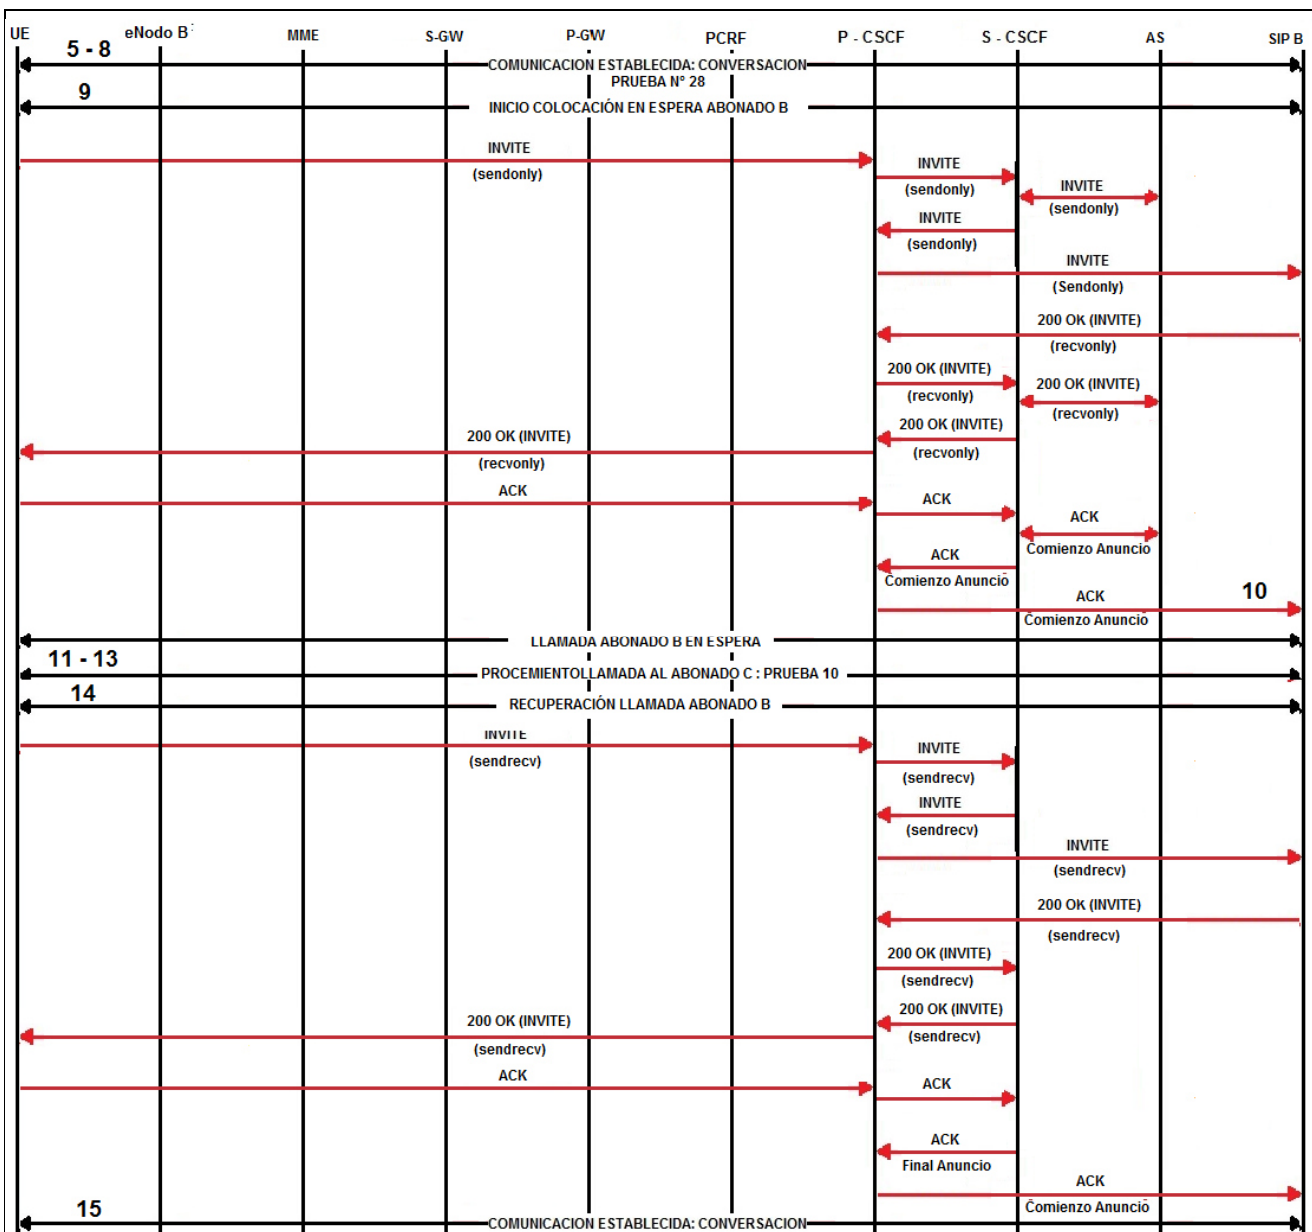 UE
eNodo B
MME
S-GW
P-GW
PCRF
P - CSCF
S - CSCF
AS
SIP B
5 - 8
COMUNICACION ESTABLECIDA: CONVERSACION
PRUEBA N° 28
9
INICIO COLOCACIÓN EN ESPERA ABONADO B
INVITE
(sendonly)
INVITE
(sendonly)
INVITE
(sendonly)
INVITE
(sendonly)
INVITE
(Sendonly)
200 OK (INVITE)
(recvonly)
200 OK (INVITE)
(recvonly)
200 OK (INVITE)
(recvonly)
200 OK (INVITE)
(recvonly)
200 OK (INVITE)
(recvonly)
ACK
ACK
ACK
Comienzo Anuncio
ACK
Comienzo Anuncio
ACK
Comienzo Anuncio
10
LLAMADA ABONADO B EN ESPERA
11 - 13
PROCEMIENTOLLAMADA AL ABONADO C : PRUEBA 10
14
RECUPERACIÓN LLAMADA ABONADO B
INVITE
(sendrecv)
INVITE
(sendrecv)
INVITE
(sendrecv)
INVITE
(sendrecv)
200 OK (INVITE)
(sendrecv)
200 OK (INVITE)
(sendrecv)
200 OK (INVITE)
(sendrecv)
200 OK (INVITE)
(sendrecv)
ACK
ACK
ACK
Final Anuncio
ACK
Comienzo Anuncio
15
COMUNICACION ESTABLECIDA: CONVERSACION